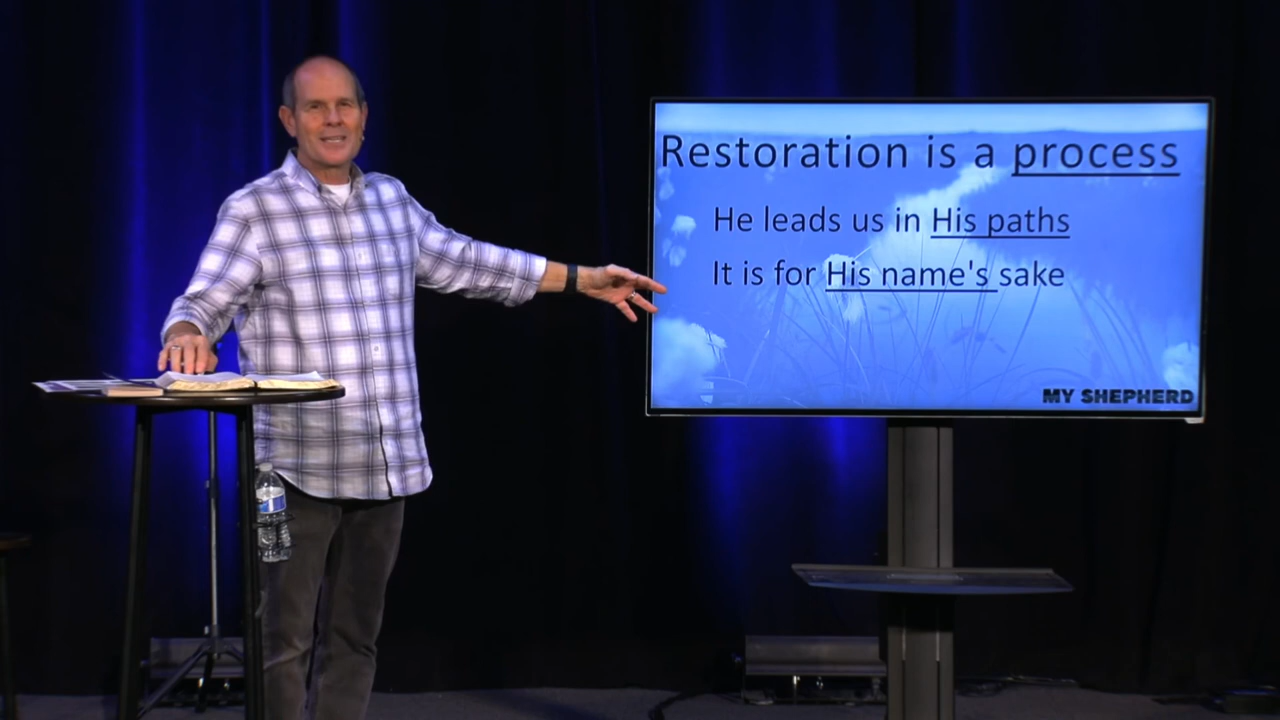 Restoration is a process
He leads us in His paths
It is for His name's sake
MY SHEPHERD